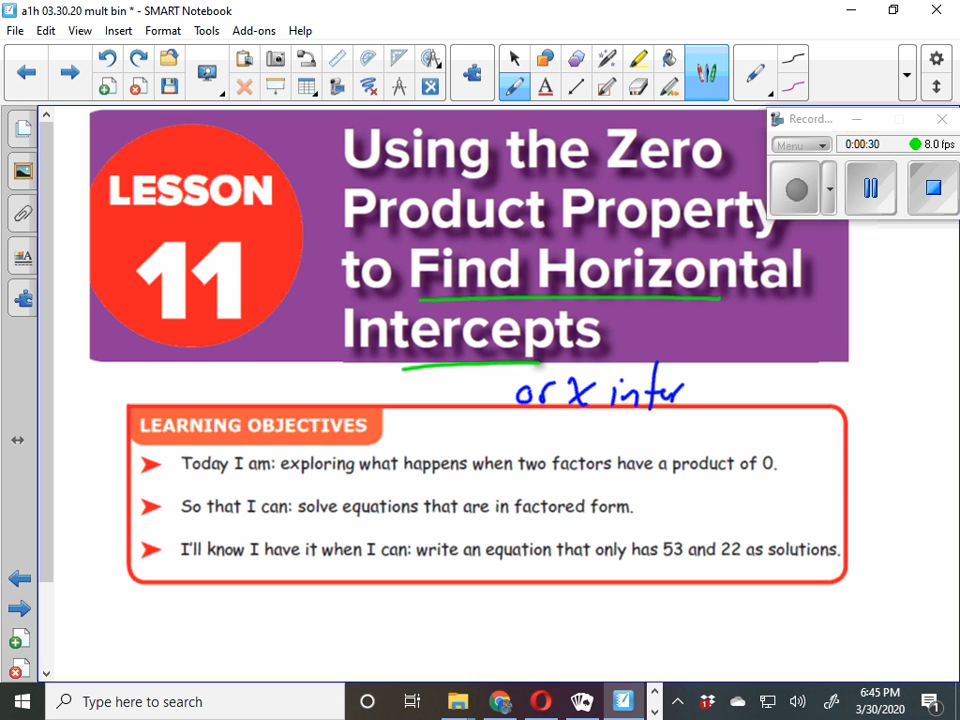 a1h 03.30.20 mult bin * - SMART Notebook
File Edit View Insert Format Tools Add-ons Help
Record...
Menu 0:00:30 8.0 fps
LESSON
11
Using the Zero
Product Property
to Find Horizontal
Intercepts
or x inter
LEARNING OBJECTIVES
Today I am: exploring what happens when two factors have a product of 0.
So that I can: solve equations that are in factored form.
I'll know I have it when I can: write an equation that only has 53 and 22 as solutions.
Type here to search
6:45 PM
3/30/2020
1